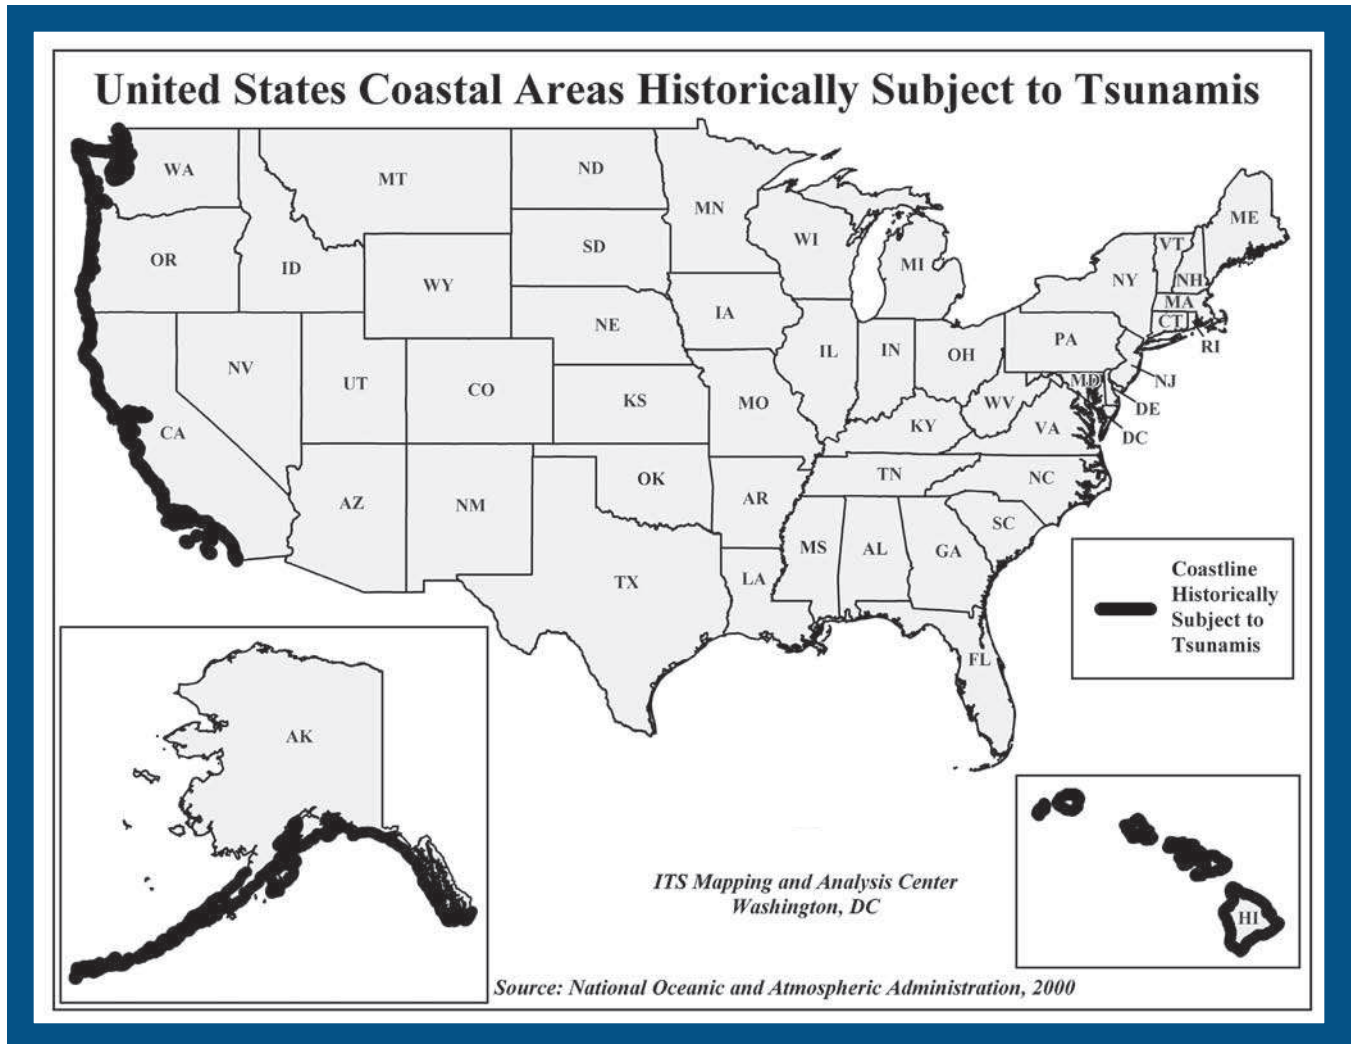 United States Coastal Areas Historically Subject to Tsunamis
WA
MT
ND
MN
ME
OR
ID
WY
SD
WI
MI
VT
NH
NY
MA
CT
RI
NE
IA
PA
NJ
NV
UT
CO
IL
IN
OH
MD
DE
CA
KS
MO
WV
VA
DC
KY
AZ
NM
OK
AR
TN
NC
SC
MS
AL
GA
TX
LA
FL
Coastline
Historically
Subject to
Tsunamis
AK
HI
ITS Mapping and Analysis Center
Washington, DC
Source: National Oceanic and Atmospheric Administration, 2000